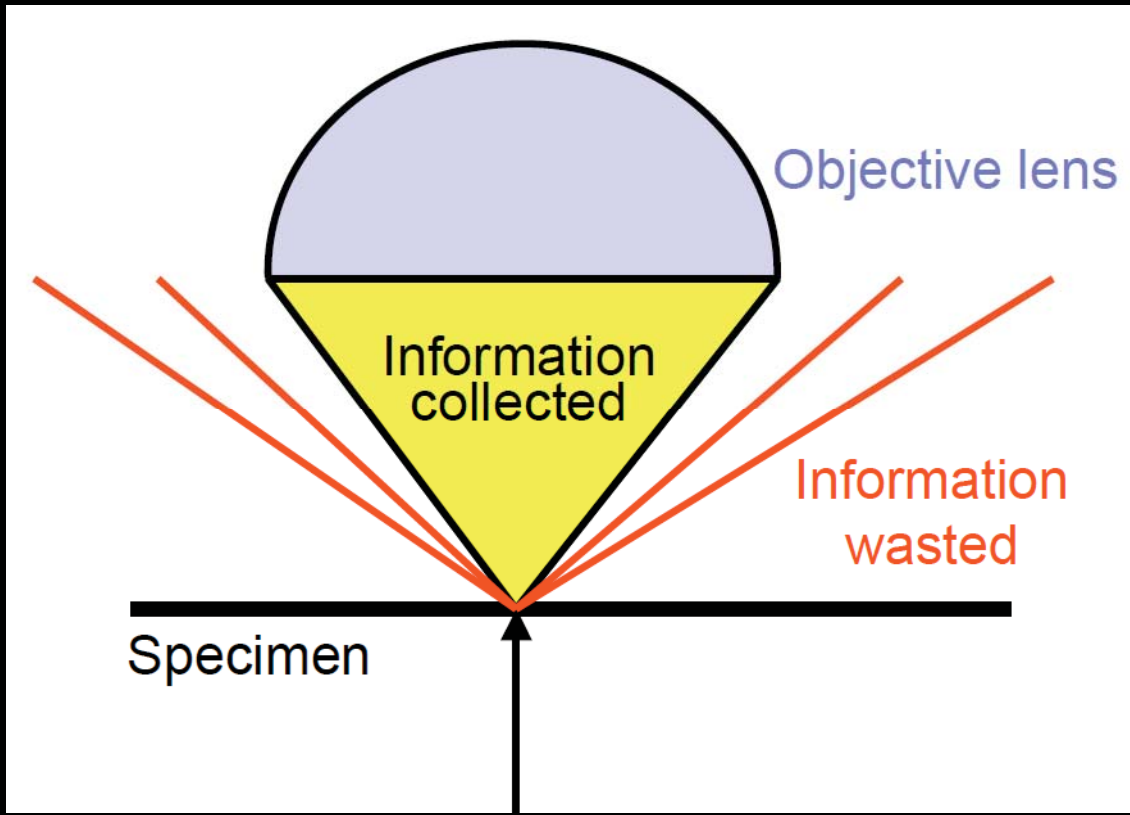 Objective lens
Information
collected
Information
wasted
Specimen